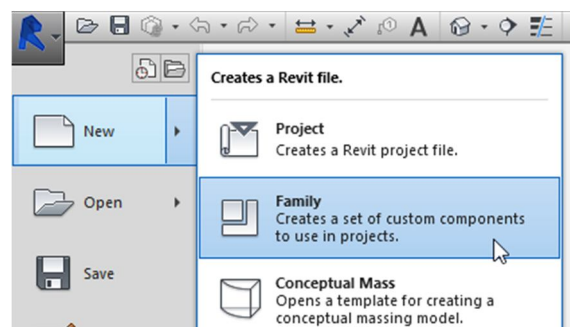 A
Creates a Revit file.
New
Project
Creates a Revit project file.
Open
Family
Creates a set of custom components
to use in projects.
Save
Conceptual Mass
Opens a template for creating a
conceptual massing model.